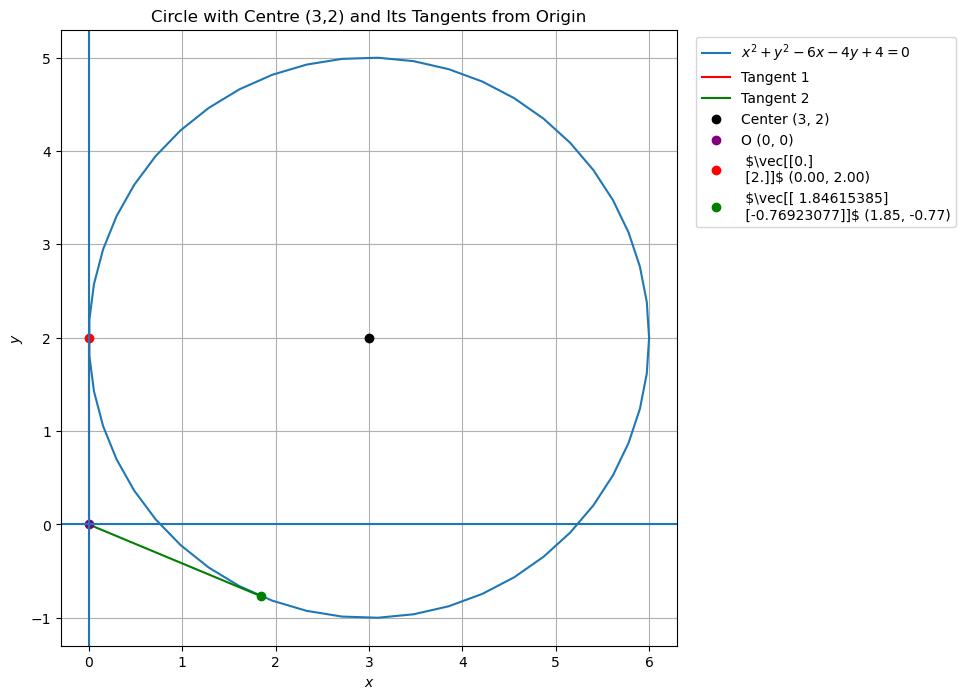 Circle with Centre (3,2) and Its Tangents from Origin
x² + y² − 6x − 4y + 4 = 0
Tangent 1
Tangent 2
Center (3, 2)
O (0, 0)
$\vec[[0.]
[2.]]$ (0.00, 2.00)
$\vec[[ 1.84615385]
[-0.76923077]]$ (1.85, -0.77)
5
4
3
2
1
0
−1
y
0 1 2 3 4 5 6
x